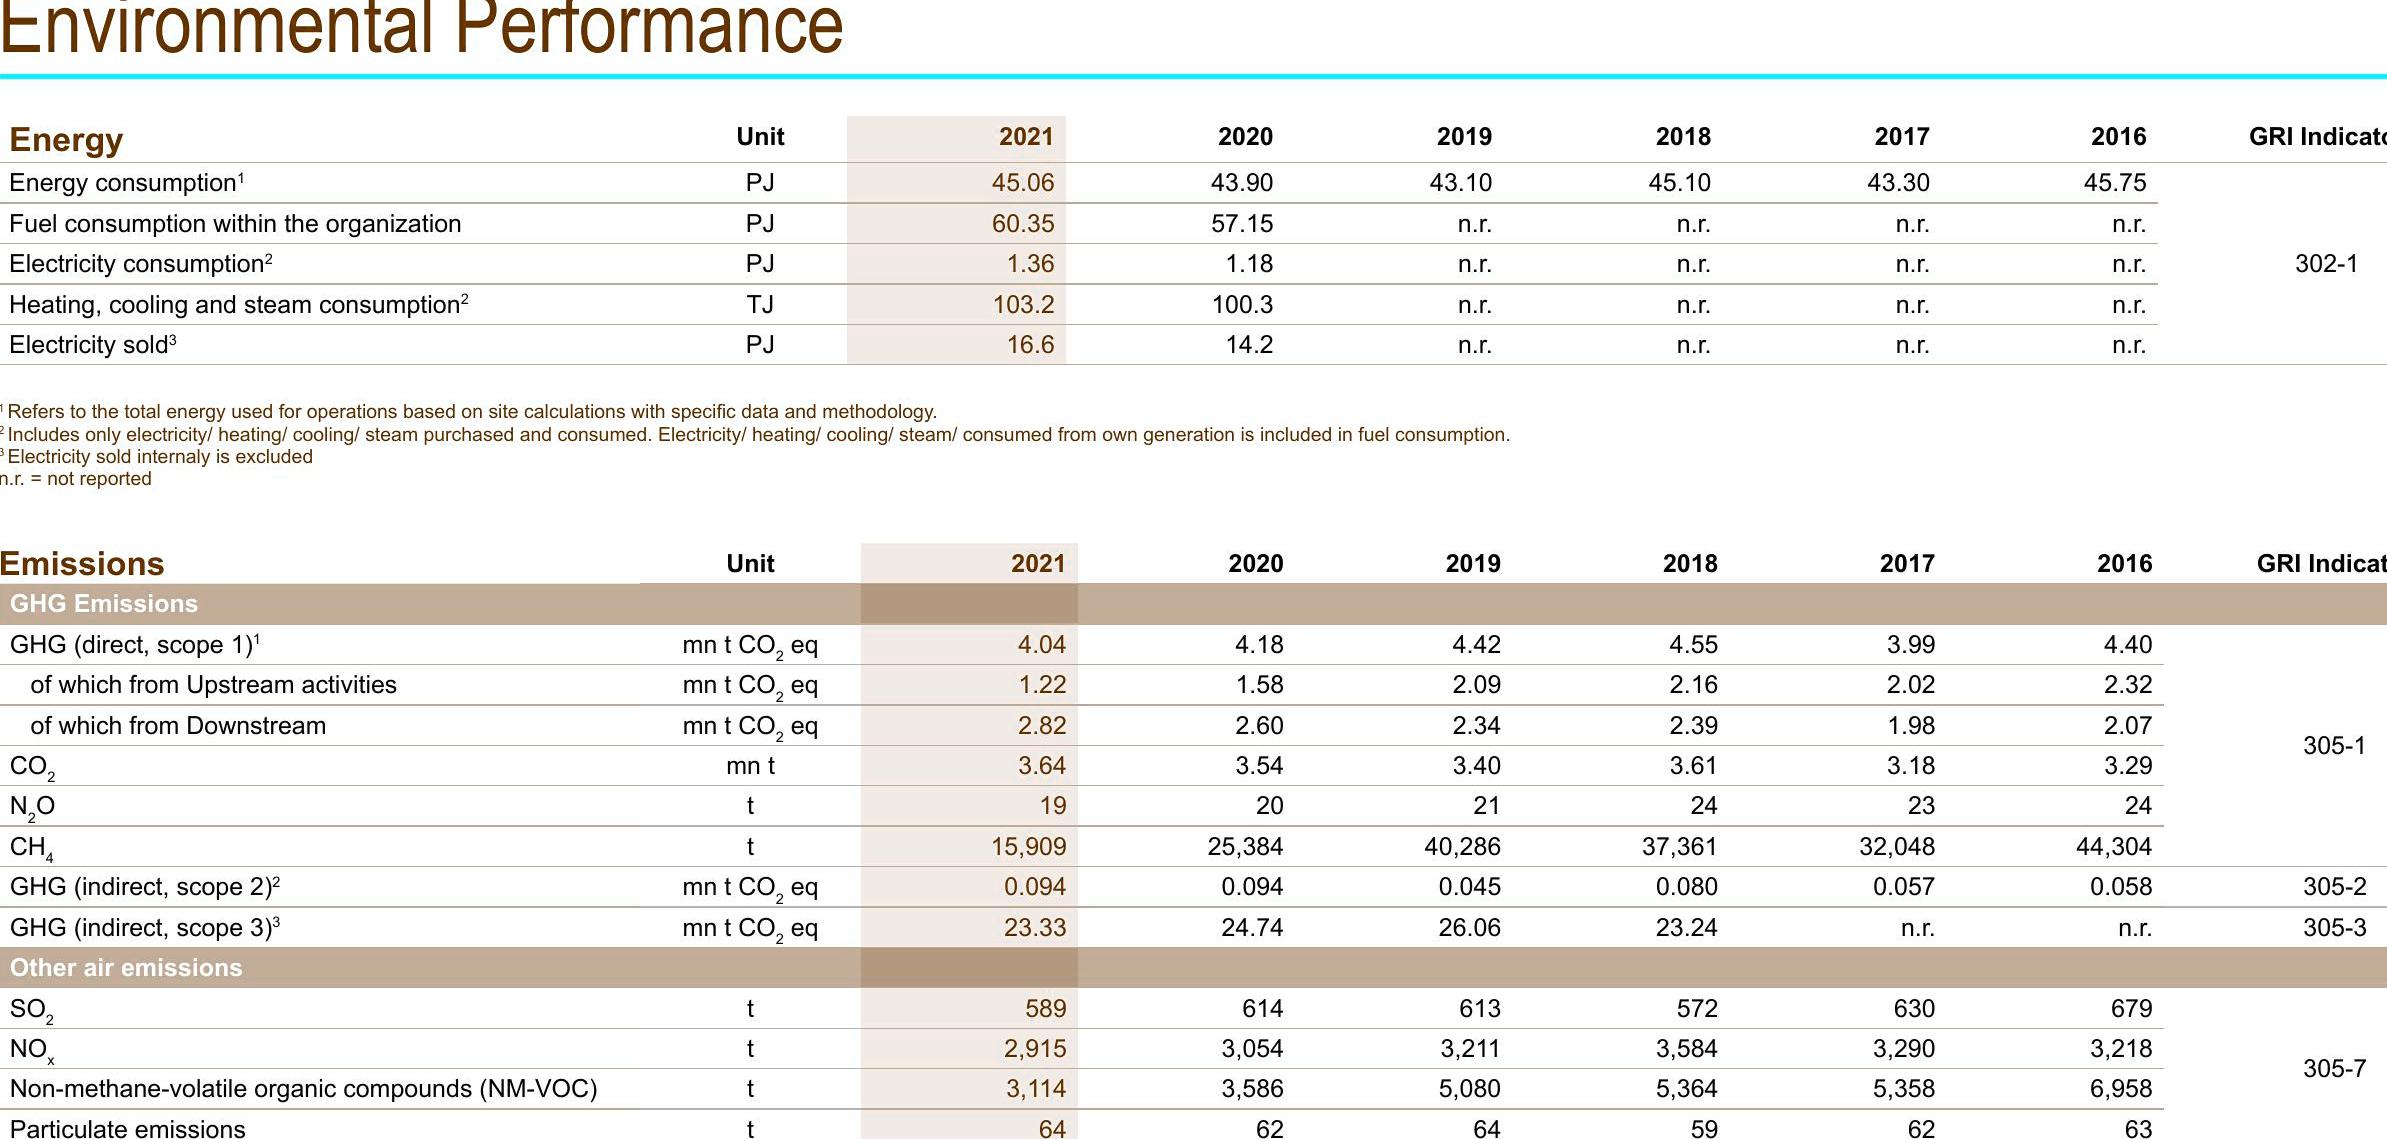 Environmental Performance
Energy Unit 2021 2020 2019 2018 2017 2016 GRI Indicato
Energy consumption1 PJ 45.06 43.90 43.10 45.10 43.30 45.75
Fuel consumption within the organization PJ 60.35 57.15 n.r. n.r. n.r. n.r.
Electricity consumption2 PJ 1.36 1.18 n.r. n.r. n.r. n.r. 302-1
Heating, cooling and steam consumption2 TJ 103.2 100.3 n.r. n.r. n.r. n.r.
Electricity sold3 PJ 16.6 14.2 n.r. n.r. n.r. n.r.
1 Refers to the total energy used for operations based on site calculations with specific data and methodology.
2 Includes only electricity/ heating/ cooling/ steam purchased and consumed. Electricity/ heating/ cooling/ steam/ consumed from own generation is included in fuel consumption.
3 Electricity sold internaly is excluded
n.r. = not reported
Emissions Unit 2021 2020 2019 2018 2017 2016 GRI Indicat
GHG Emissions
GHG (direct, scope 1)1 mn t CO2 eq 4.04 4.18 4.42 4.55 3.99 4.40
of which from Upstream activities mn t CO2 eq 1.22 1.58 2.09 2.16 2.02 2.32
of which from Downstream mn t CO2 eq 2.82 2.60 2.34 2.39 1.98 2.07
305-1
CO2 mn t 3.64 3.54 3.40 3.61 3.18 3.29
N2O t 19 20 21 24 23 24
CH4 t 15,909 25,384 40,286 37,361 32,048 44,304
GHG (indirect, scope 2)2 mn t CO2 eq 0.094 0.094 0.045 0.080 0.057 0.058 305-2
GHG (indirect, scope 3)3 mn t CO2 eq 23.33 24.74 26.06 23.24 n.r. n.r. 305-3
Other air emissions
SO2 t 589 614 613 572 630 679
NOx t 2,915 3,054 3,211 3,584 3,290 3,218
305-7
Non-methane-volatile organic compounds (NM-VOC) t 3,114 3,586 5,080 5,364 5,358 6,958
Particulate emissions t 64 62 64 59 62 63